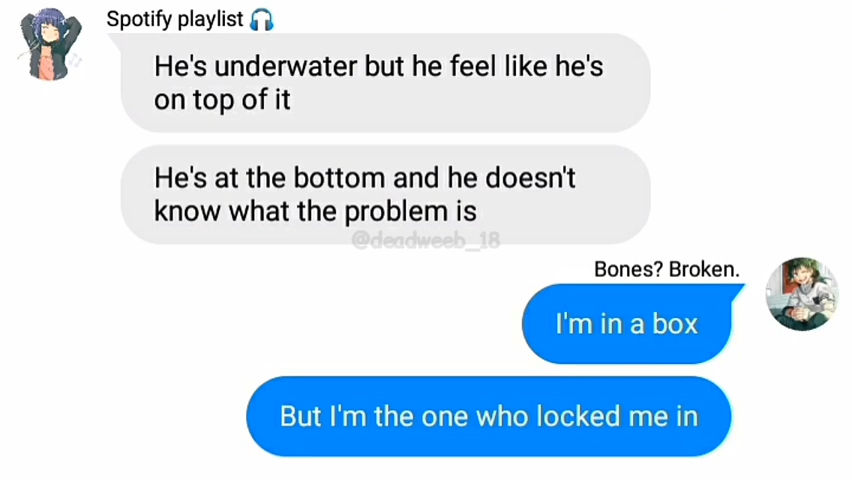 Spotify playlist 🎧
He's underwater but he feel like he's
on top of it
He's at the bottom and he doesn't
know what the problem is
@deadweeb_18
Bones? Broken.
I'm in a box
But I'm the one who locked me in